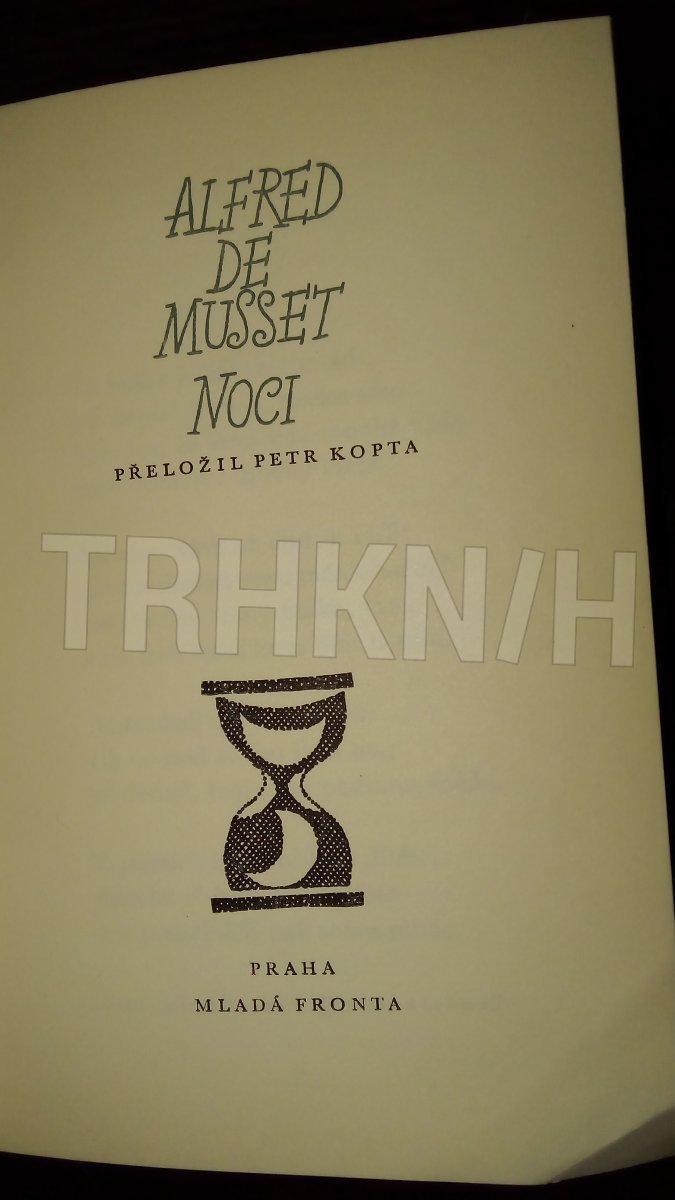 ALFRED
DE
MUSSET
NOCI
PŘELOŽIL PETR KOPTA
TRHKN/H
PRAHA
MLADÁ FRONTA